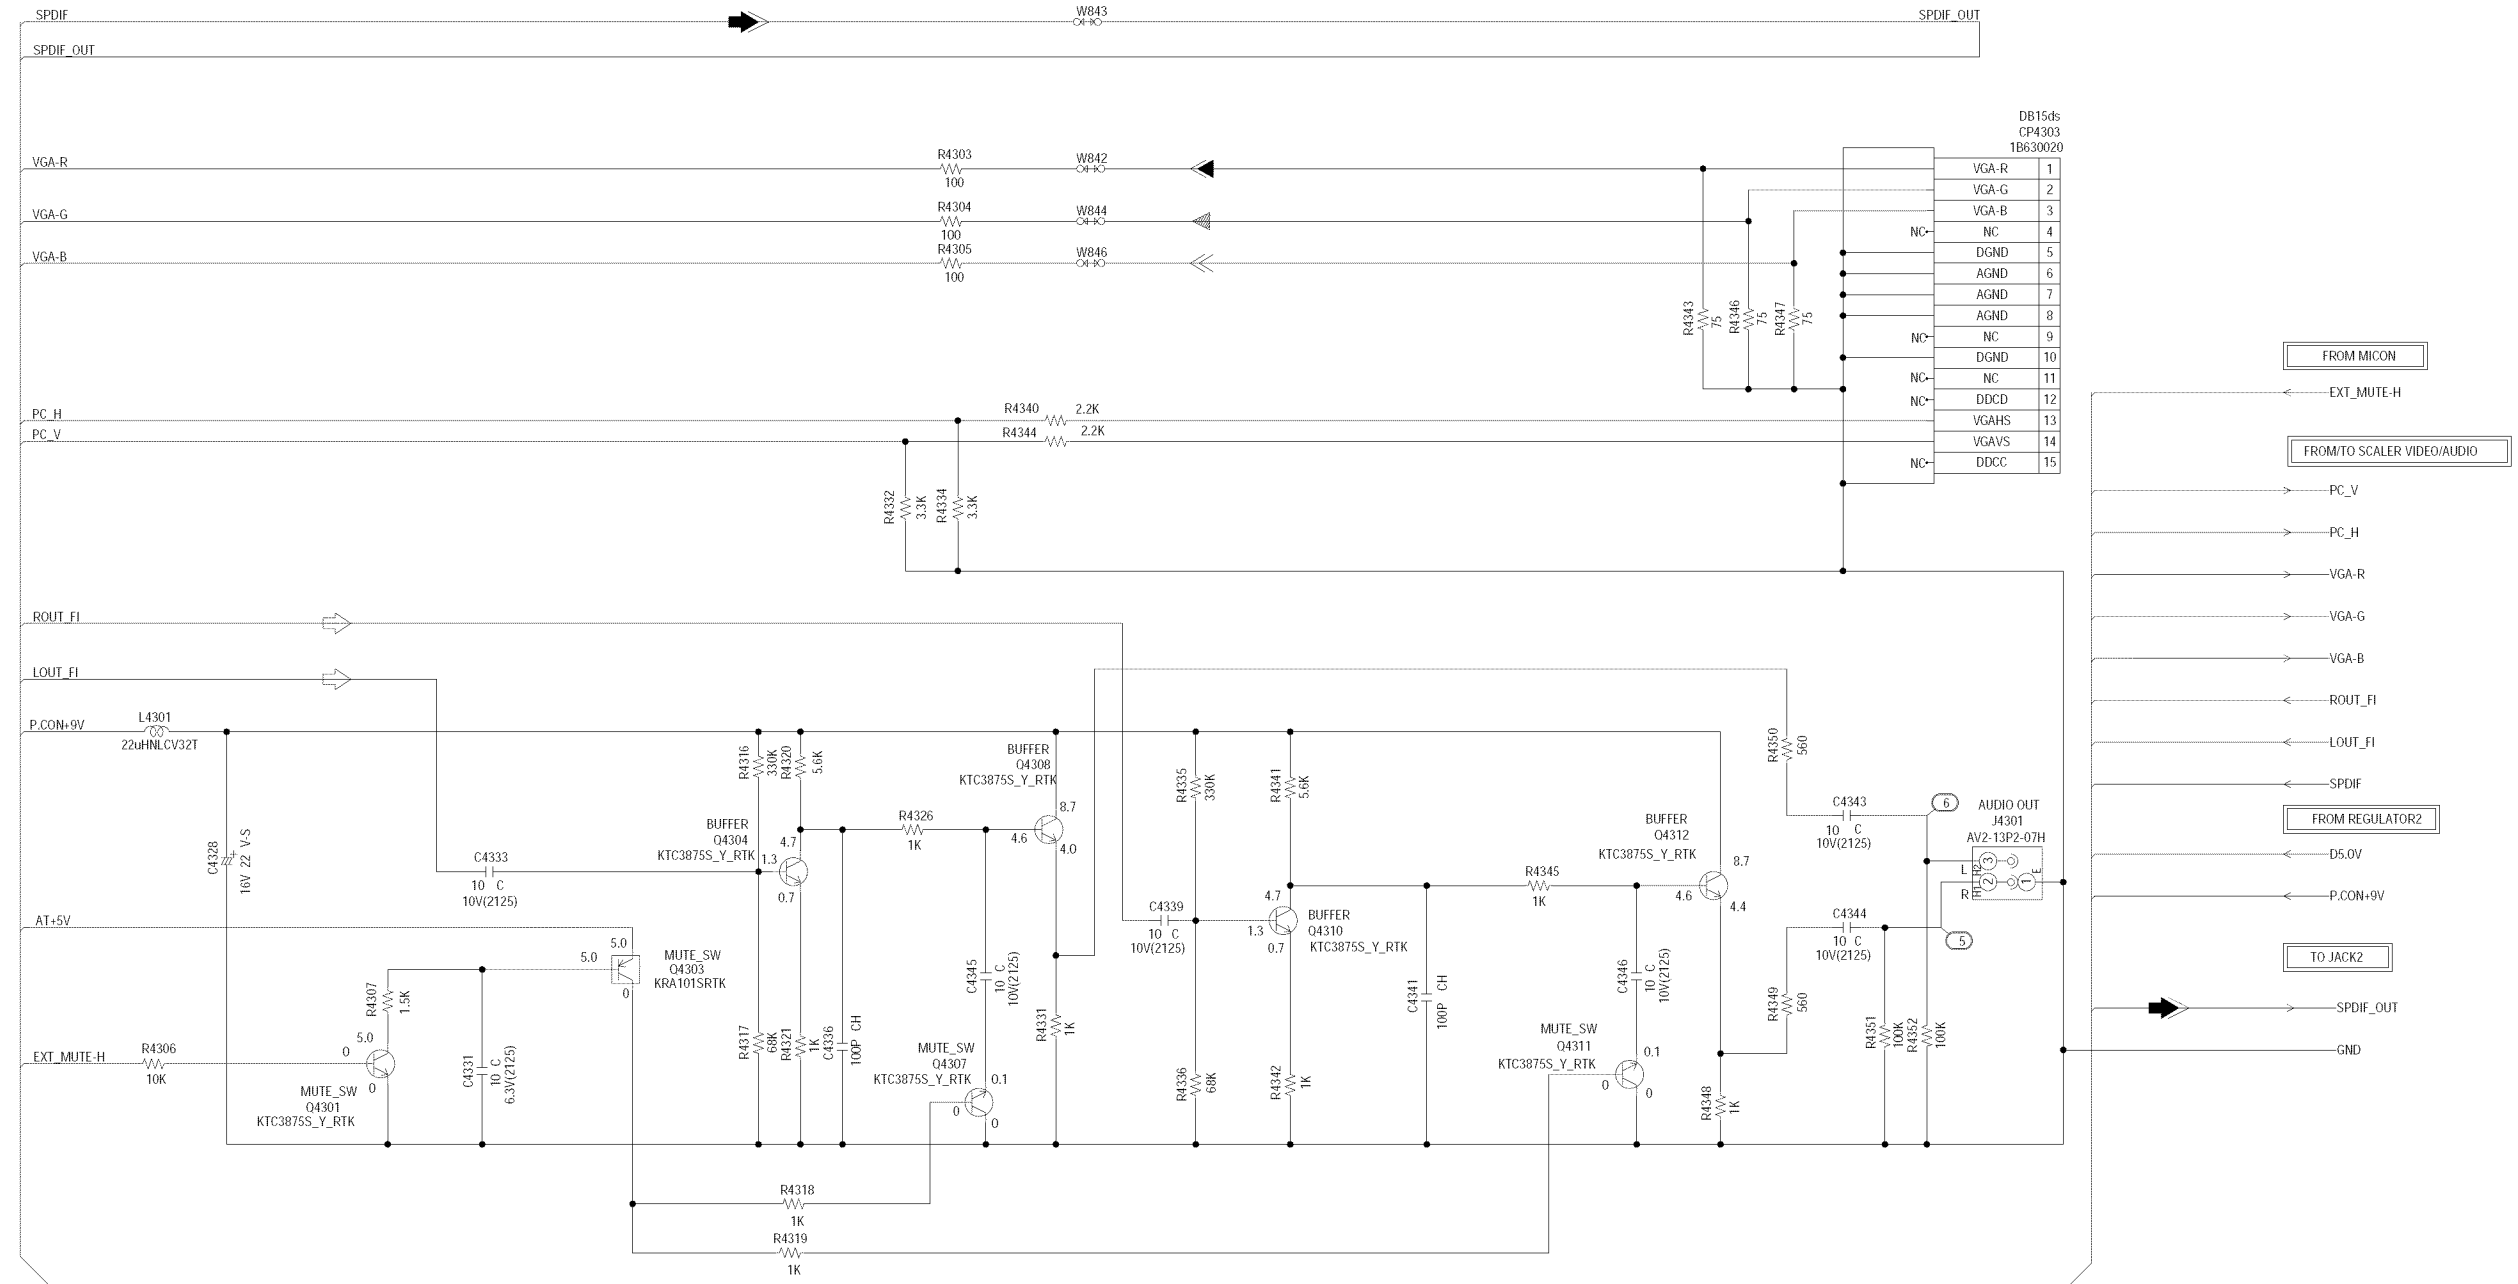 SPDIF
W843
SPDIF_OUT
SPDIF_OUT
DB15ds
CP4303
1B630020
VGA-R
R4303
100
W842
VGA-G
R4304
100
W844
VGA-B
R4305
100
W846
VGA-R 1
VGA-G 2
VGA-B 3
NC NC 4
DGND 5
AGND 6
AGND 7
AGND 8
NC NC 9
DGND 10
NC NC 11
NC DDCD 12
VGAHS 13
VGAVS 14
NC DDCC 15
R4343
75
R4346
75
R4347
75
PC_H
R4340
2.2K
PC_V
R4344
2.2K
R4332
3.3K
R4334
3.3K
FROM MICON
EXT_MUTE-H
FROM/TO SCALER VIDEO/AUDIO
PC_V
PC_H
VGA-R
VGA-G
VGA-B
ROUT_FI
LOUT_FI
SPDIF
FROM REGULATOR2
D5.0V
P.CON+9V
TO JACK2
SPDIF_OUT
GND
ROUT_FI
LOUT_FI
P.CON+9V
L4301
22uHNLCV32T
C4328
16V 22 V-S
+
C4333
10 C
10V(2125)
R4316
330K
R4320
5.6K
BUFFER
Q4304
KTC3875S_Y_RTK
4.7
1.3
0.7
R4326
1K
BUFFER
Q4308
KTC3875S_Y_RTK
8.7
4.6
4.0
R4335
330K
R4341
5.6K
C4339
10 C
10V(2125)
4.7
1.3
0.7
BUFFER
Q4310
KTC3875S_Y_RTK
R4345
1K
BUFFER
Q4312
KTC3875S_Y_RTK
8.7
4.6
4.4
R4350
560
C4343
10 C
10V(2125)
6
AUDIO OUT
J4301
AV2-13P2-07H
L
H2
3
R
H1
2
1
E
C4344
10 C
10V(2125)
5
R4349
560
R4351
100K
R4352
100K
AT+5V
5.0
5.0
0
MUTE_SW
Q4303
KRA101SRTK
R4307
1.5K
EXT_MUTE-H
R4306
10K
5.0
0
0
MUTE_SW
Q4301
KTC3875S_Y_RTK
C4331
10 C
6.3V(2125)
R4317
68K
R4321
1K
C4336
100P CH
MUTE_SW
Q4307
KTC3875S_Y_RTK
0.1
0
0
C4345
10 C
10V(2125)
R4331
1K
R4336
68K
R4342
1K
C4341
100P CH
MUTE_SW
Q4311
KTC3875S_Y_RTK
0.1
0
0
C4346
10 C
10V(2125)
R4348
1K
R4318
1K
R4319
1K